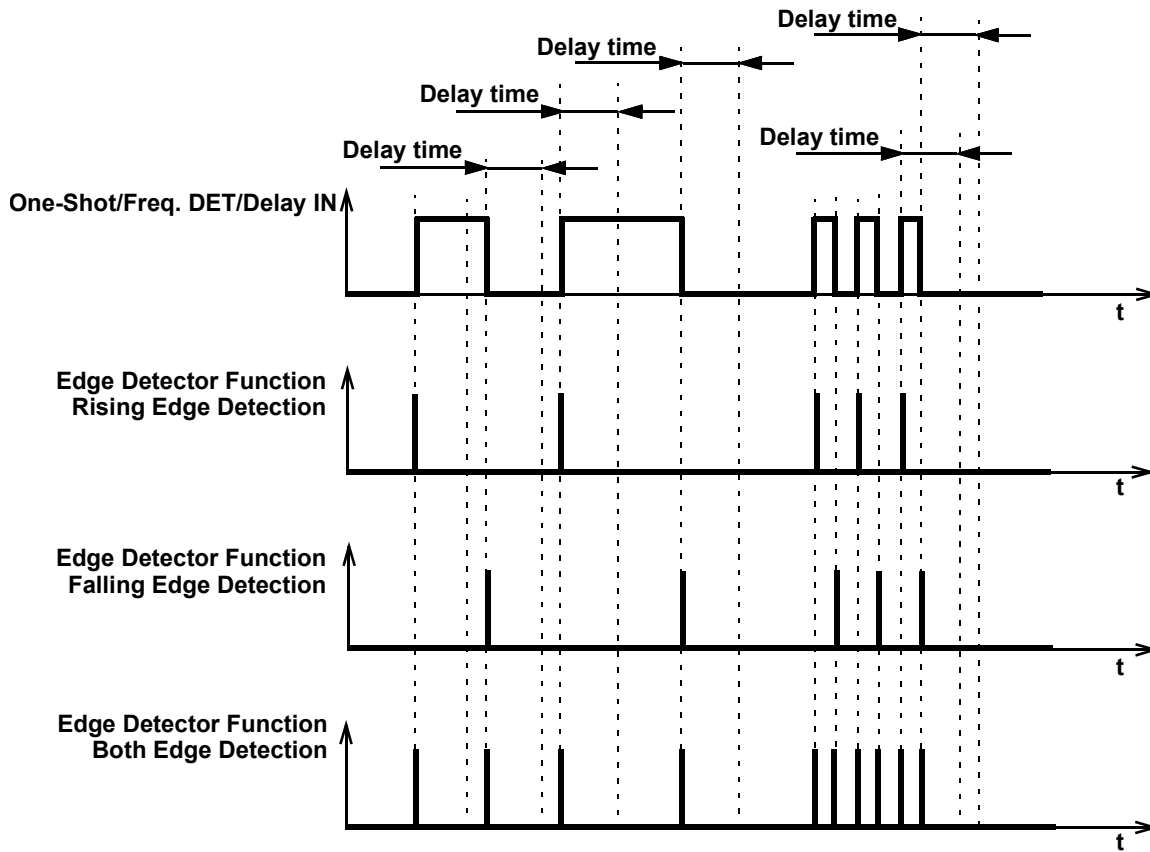 Delay time
Delay time
Delay time
Delay time
Delay time
One-Shot/Freq. DET/Delay IN
t
Edge Detector Function
Rising Edge Detection
t
Edge Detector Function
Falling Edge Detection
t
Edge Detector Function
Both Edge Detection
t